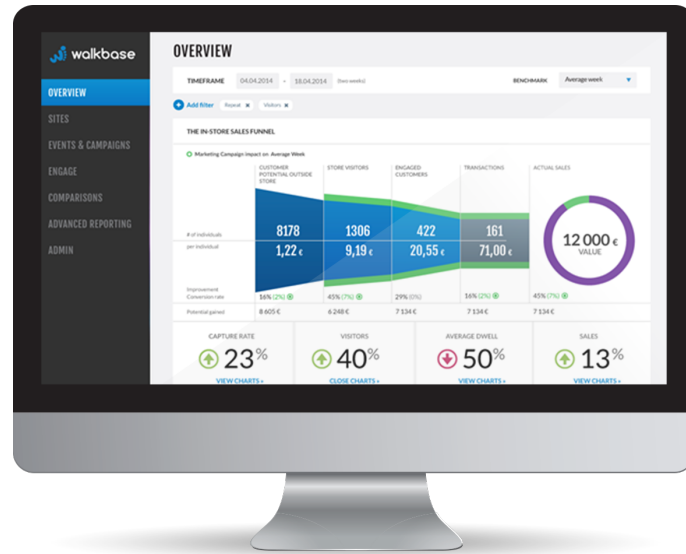 walkbase
OVERVIEW
SITES
EVENTS & CAMPAIGNS
ENGAGE
COMPARISONS
ADVANCED REPORTING
ADMIN
OVERVIEW
TIMEFRAME 04.04.2014 - 18.04.2014 (two weeks) BENCHMARK Average week
Add filter Repeat x Visitors x
THE IN-STORE SALES FUNNEL
Marketing Campaign impact on Average Week
CUSTOMER
POTENTIAL OUTSIDE
STORE
STORE VISITORS
ENGAGED
CUSTOMERS
TRANSACTIONS
ACTUAL SALES
# of individuals 8178 1306 422 161
per individual 1,22 € 9,19 € 20,55 € 71,00 €
12 000 €
VALUE
Improvement
Conversion rate 16% (2%) 45% (7%) 29% (0%) 16% (2%) 45% (7%)
Potential gained 8 605 € 6 248 € 7 134 € 7 134 € 7 134 €
CAPTURE RATE VISITORS AVERAGE DWELL SALES
23% 40% 50% 13%
VIEW CHARTS » CLOSE CHARTS » VIEW CHARTS » VIEW CHARTS »